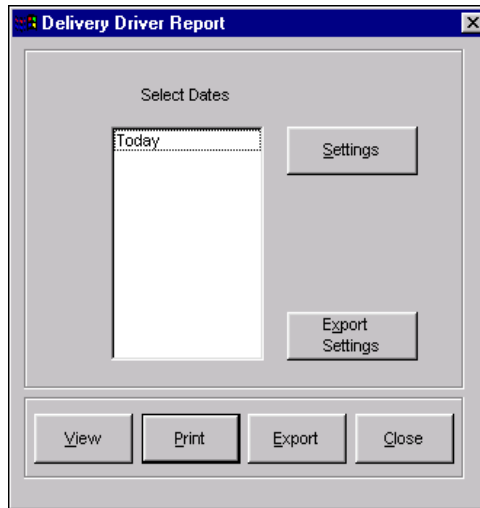 Delivery Driver Report
Select Dates
Today
Settings
Export
Settings
View
Print
Export
Close